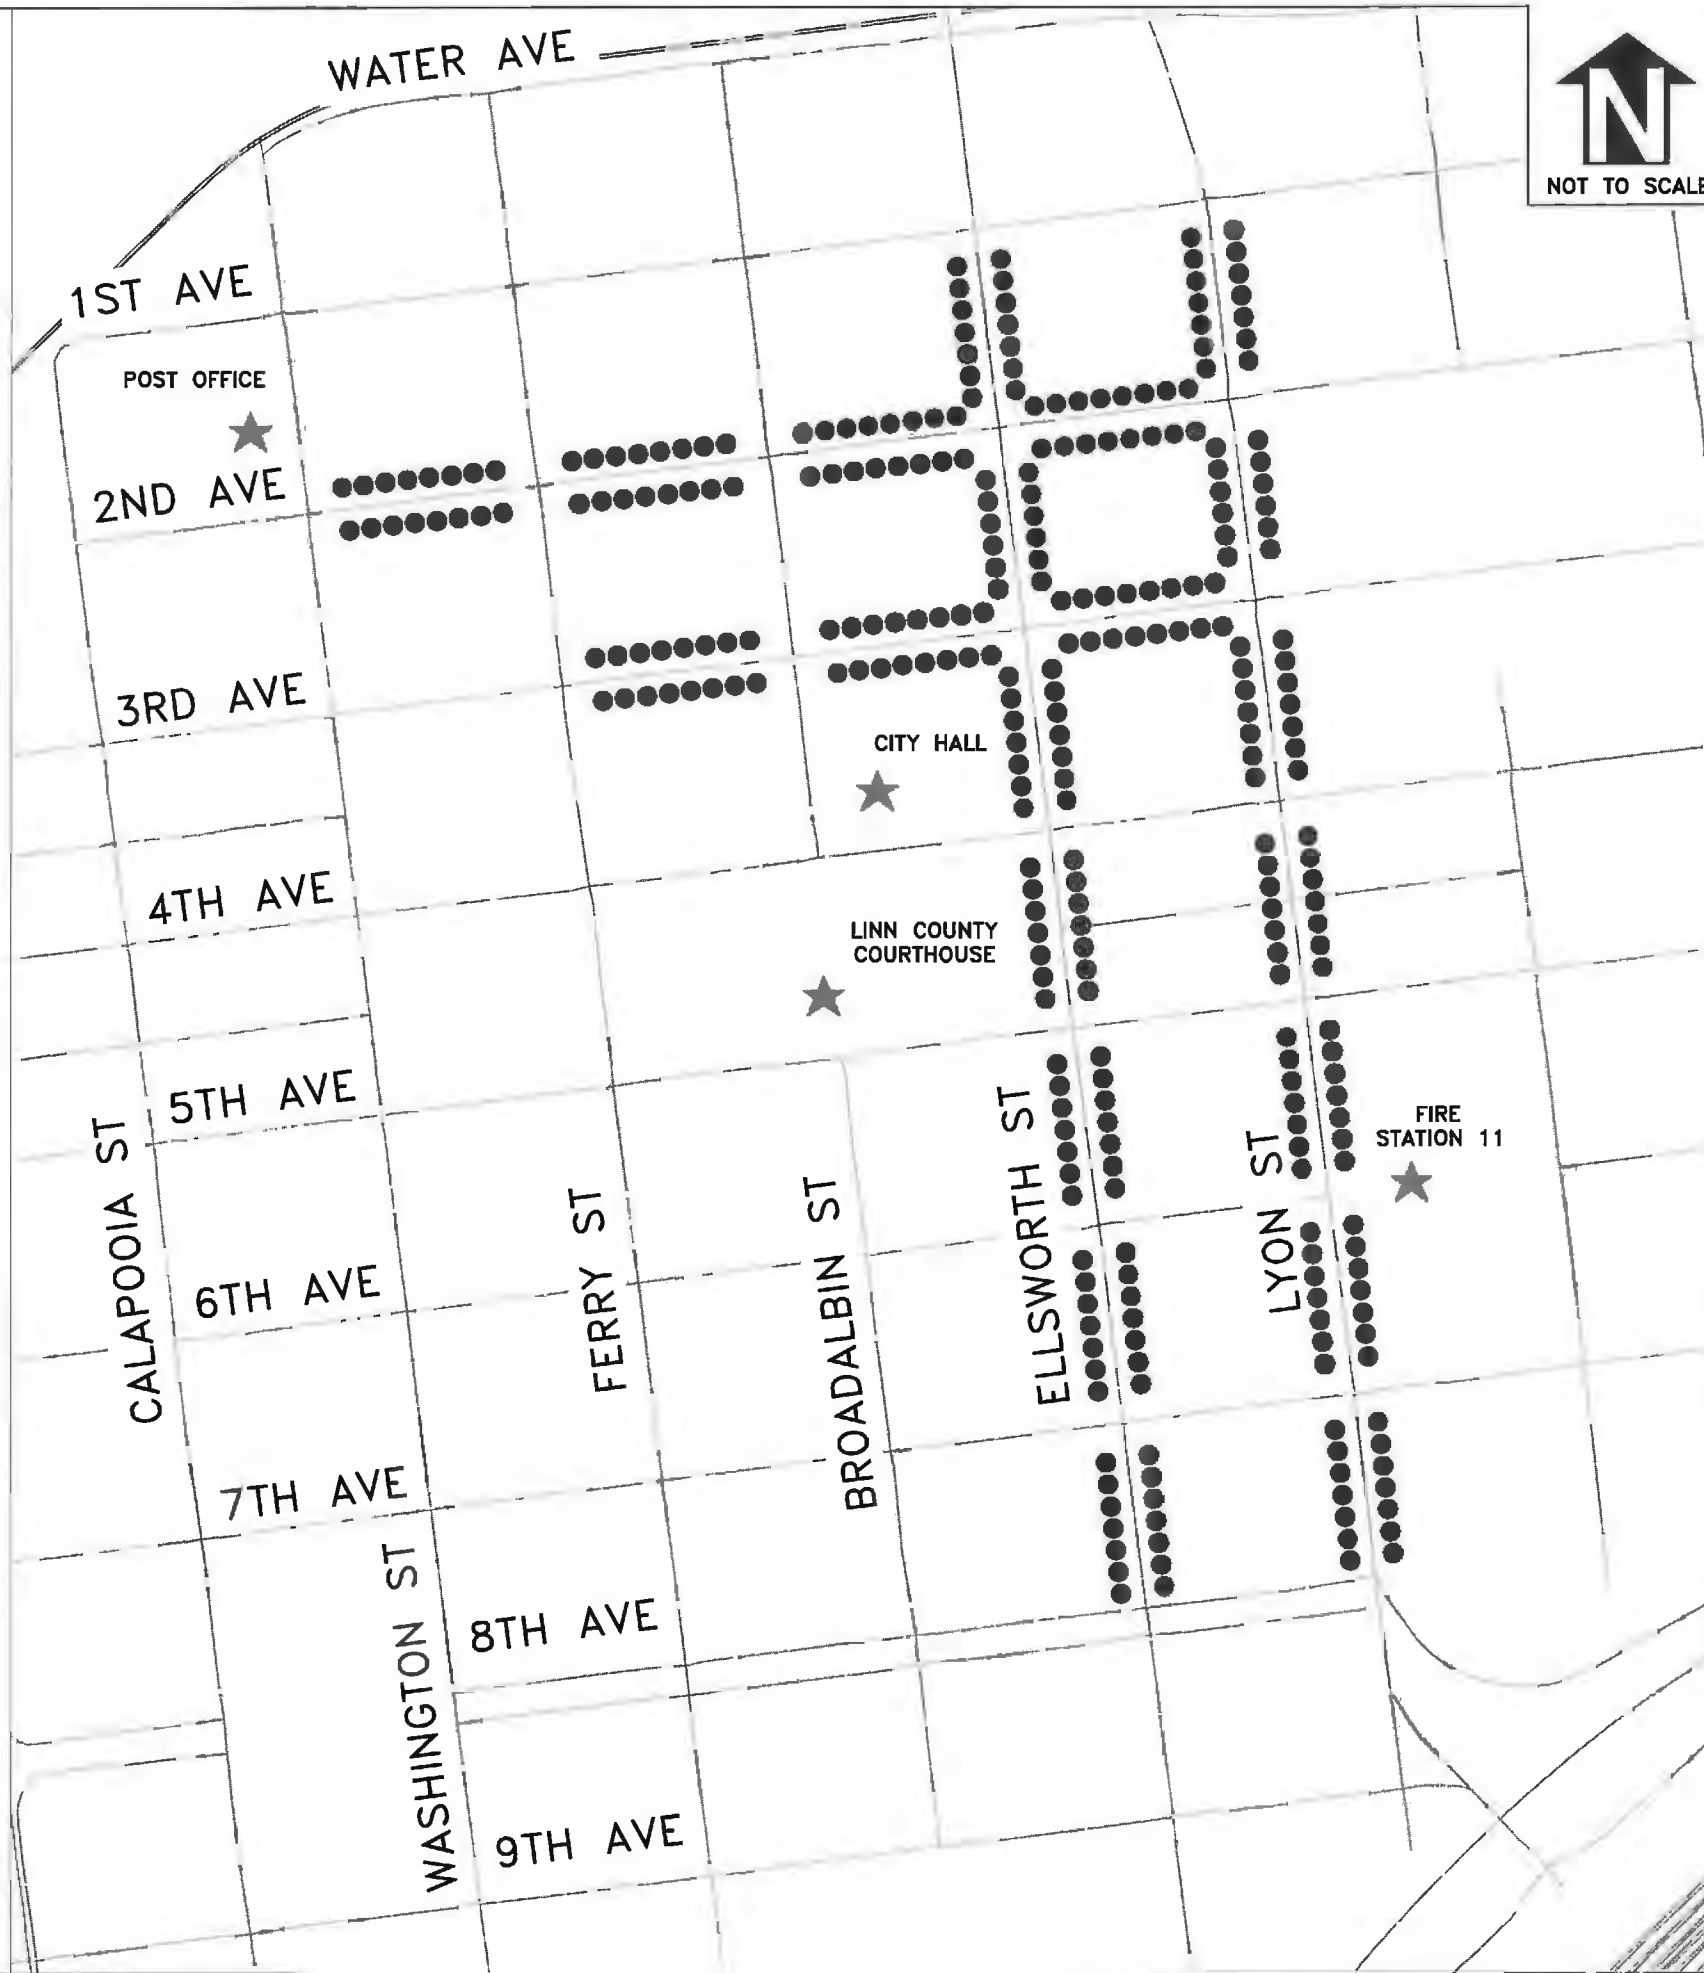 WATER AVE
N
NOT TO SCALE
1ST AVE
POST OFFICE
2ND AVE
3RD AVE
CITY HALL
4TH AVE
LINN COUNTY
COURTHOUSE
5TH AVE
FIRE
STATION 11
CALAPOOIA ST
FERRY ST
BROADALBIN ST
ELLSWORTH ST
LYON ST
6TH AVE
7TH AVE
WASHINGTON ST
8TH AVE
9TH AVE